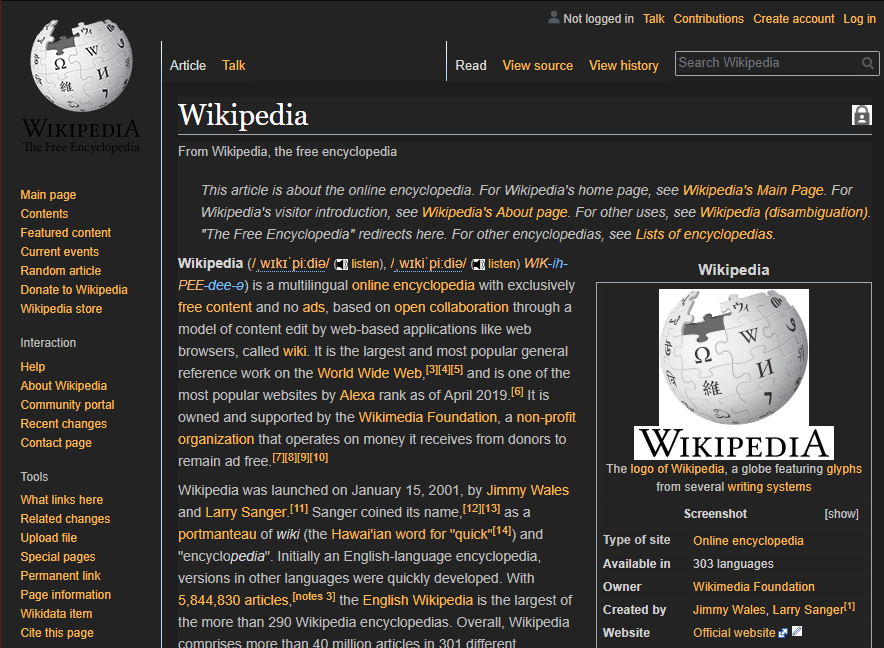 Not logged in Talk Contributions Create account Log in
Article Talk Read View source View history Search Wikipedia
WIKIPEDIA
The Free Encyclopedia
Main page
Contents
Featured content
Current events
Random article
Donate to Wikipedia
Wikipedia store
Interaction
Help
About Wikipedia
Community portal
Recent changes
Contact page
Tools
What links here
Related changes
Upload file
Special pages
Permanent link
Page information
Wikidata item
Cite this page
Wikipedia
From Wikipedia, the free encyclopedia
This article is about the online encyclopedia. For Wikipedia's home page, see Wikipedia's Main Page. For
Wikipedia's visitor introduction, see Wikipedia's About page. For other uses, see Wikipedia (disambiguation).
"The Free Encyclopedia" redirects here. For other encyclopedias, see Lists of encyclopedias.
Wikipedia (/ˌwɪkɪˈpiːdiə/ (listen), /ˌwɪkiˈpiːdiə/ (listen) WIK-ih-
PEE-dee-ə) is a multilingual online encyclopedia with exclusively
free content and no ads, based on open collaboration through a
model of content edit by web-based applications like web
browsers, called wiki. It is the largest and most popular general
reference work on the World Wide Web,[3][4][5] and is one of the
most popular websites by Alexa rank as of April 2019.[6] It is
owned and supported by the Wikimedia Foundation, a non-profit
organization that operates on money it receives from donors to
remain ad free.[7][8][9][10]
Wikipedia was launched on January 15, 2001, by Jimmy Wales
and Larry Sanger.[11] Sanger coined its name,[12][13] as a
portmanteau of wiki (the Hawai'ian word for "quick"[14]) and
"encyclopedia". Initially an English-language encyclopedia,
versions in other languages were quickly developed. With
5,844,830 articles,[notes 3] the English Wikipedia is the largest of
the more than 290 Wikipedia encyclopedias. Overall, Wikipedia
comprises more than 40 million articles in 301 different
Wikipedia
Ω W И 維 7
WIKIPEDIA
The logo of Wikipedia, a globe featuring glyphs
from several writing systems
Screenshot [show]
Type of site Online encyclopedia
Available in 303 languages
Owner Wikimedia Foundation
Created by Jimmy Wales, Larry Sanger[1]
Website Official website